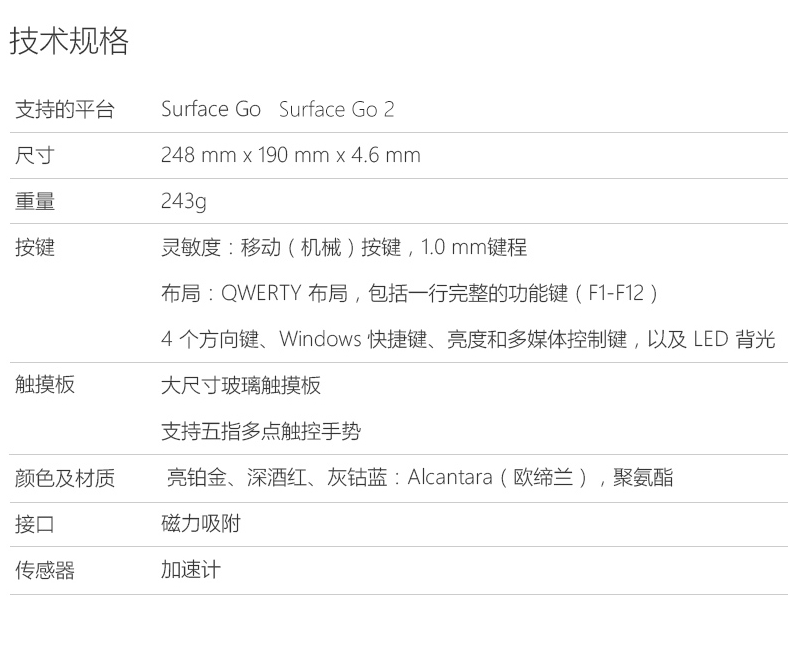 技术规格
支持的平台 Surface Go Surface Go 2
尺寸 248 mm x 190 mm x 4.6 mm
重量 243g
按键 灵敏度：移动（机械）按键，1.0 mm键程
布局：QWERTY 布局，包括一行完整的功能键（F1-F12）
4 个方向键、Windows 快捷键、亮度和多媒体控制键，以及 LED 背光
触摸板 大尺寸玻璃触摸板
支持五指多点触控手势
颜色及材质 亮铂金、深酒红、灰钴蓝：Alcantara（欧缔兰），聚氨酯
接口 磁力吸附
传感器 加速计